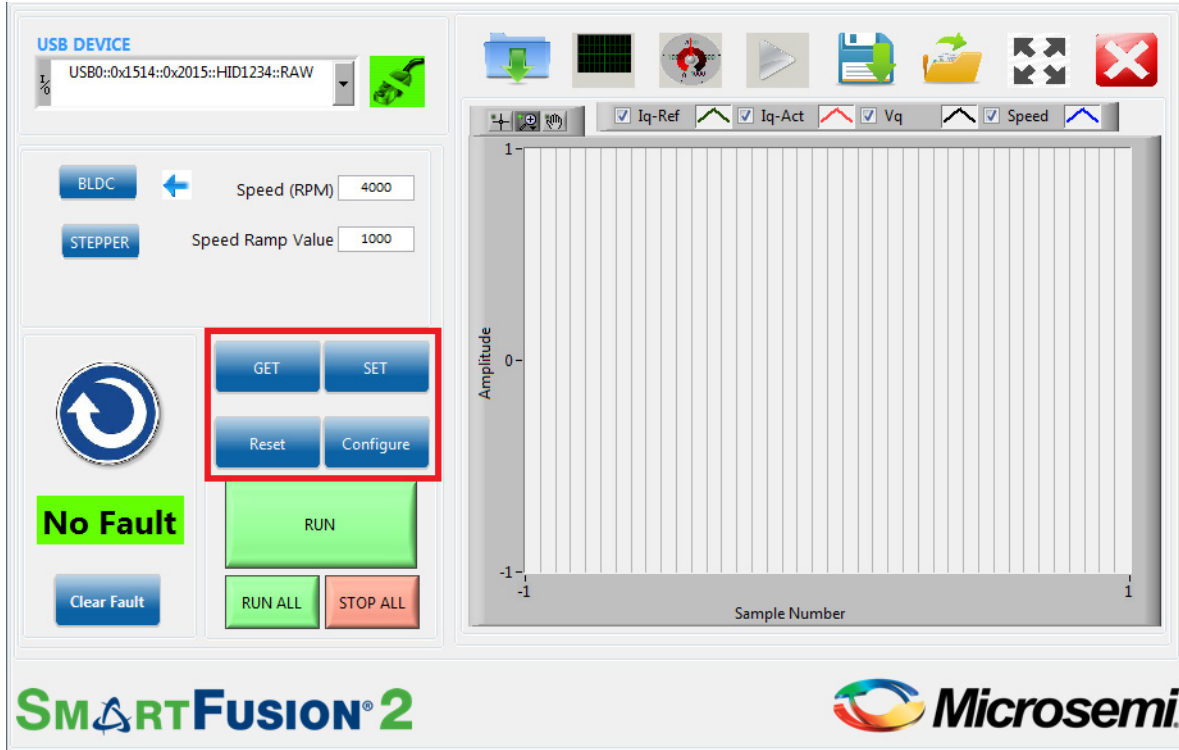 USB DEVICE
I/O USB0::0x1514::0x2015::HID1234::RAW
BLDC
Speed (RPM) 4000
STEPPER
Speed Ramp Value 1000
GET SET
Reset Configure
No Fault
RUN
Clear Fault
RUN ALL STOP ALL
Iq-Ref Iq-Act Vq Speed
1
0
-1
Amplitude
-1 1
Sample Number
SMARTFUSION®2
Microsemi.